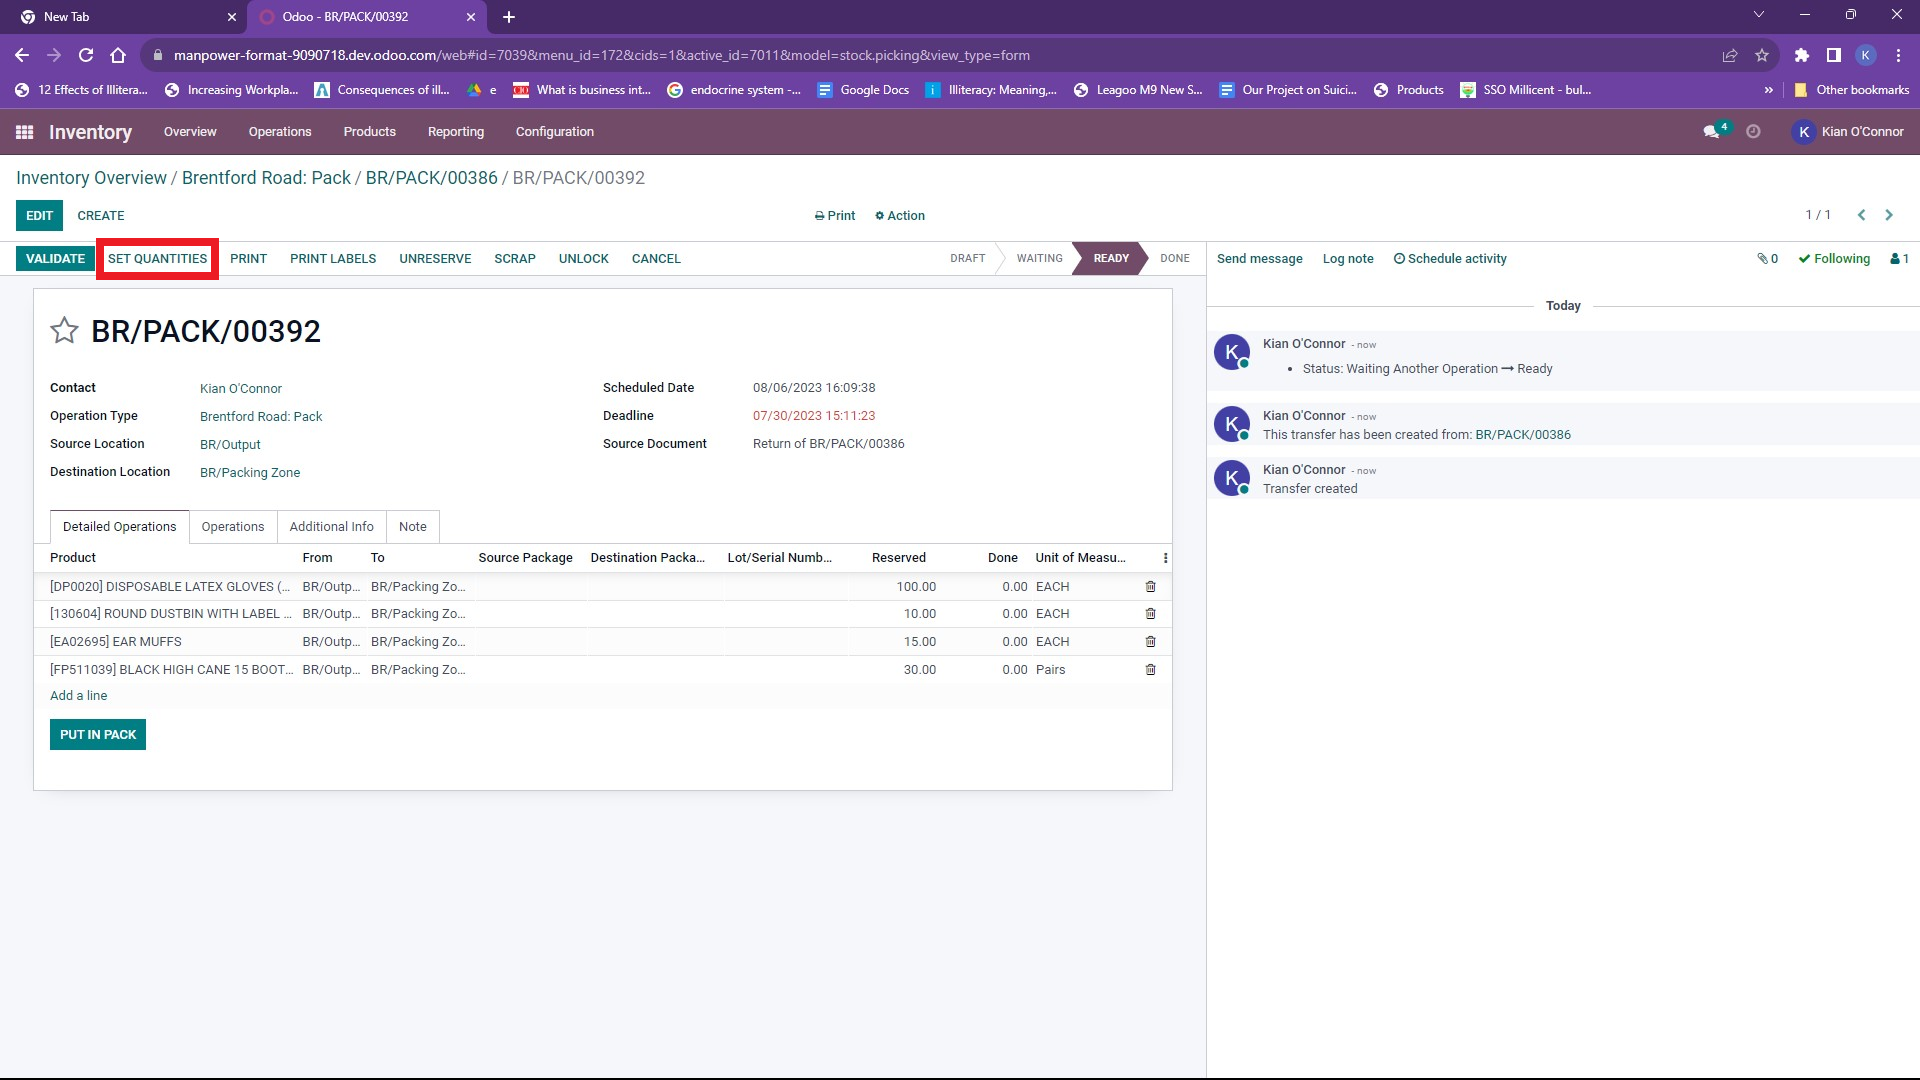 New Tab
Odoo - BR/PACK/00392
manpower-format-9090718.dev.odoo.com/web#id=7039&menu_id=172&cids=1&active_id=7011&model=stock.picking&view_type=form
K
12 Effects of Illitera... Increasing Workpla... Consequences of ill... e What is business int... endocrine system -... Google Docs Illiteracy: Meaning,... Leagoo M9 New S... Our Project on Suici... Products SSO Millicent - bul... » Other bookmarks
Inventory Overview Operations Products Reporting Configuration 4 K Kian O'Connor
Inventory Overview / Brentford Road: Pack / BR/PACK/00386 / BR/PACK/00392
EDIT CREATE Print Action 1 / 1
VALIDATE SET QUANTITIES PRINT PRINT LABELS UNRESERVE SCRAP UNLOCK CANCEL DRAFT WAITING READY DONE
Send message Log note Schedule activity 0 Following 1
BR/PACK/00392
Contact Kian O'Connor
Operation Type Brentford Road: Pack
Source Location BR/Output
Destination Location BR/Packing Zone
Scheduled Date 08/06/2023 16:09:38
Deadline 07/30/2023 15:11:23
Source Document Return of BR/PACK/00386
Detailed Operations Operations Additional Info Note
Product From To Source Package Destination Packa... Lot/Serial Numb... Reserved Done Unit of Measu...
[DP0020] DISPOSABLE LATEX GLOVES (... BR/Outp... BR/Packing Zo... 100.00 0.00 EACH
[130604] ROUND DUSTBIN WITH LABEL ... BR/Outp... BR/Packing Zo... 10.00 0.00 EACH
[EA02695] EAR MUFFS BR/Outp... BR/Packing Zo... 15.00 0.00 EACH
[FP511039] BLACK HIGH CANE 15 BOOT... BR/Outp... BR/Packing Zo... 30.00 0.00 Pairs
Add a line
PUT IN PACK
Today
K Kian O'Connor - now
• Status: Waiting Another Operation → Ready
K Kian O'Connor - now
This transfer has been created from: BR/PACK/00386
K Kian O'Connor - now
Transfer created